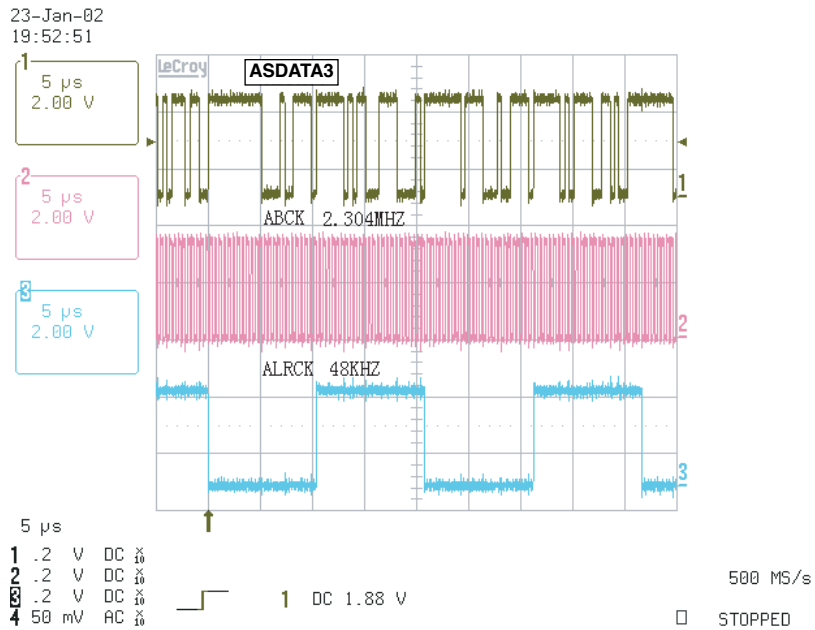 23-Jan-02
19:52:51
1
5 µs
2.00 V
LeCroy
ASDATA3
1
2
5 µs
2.00 V
ABCK 2.304MHZ
2
3
5 µs
2.00 V
ALRCK 48KHZ
3
5 µs
1 .2 V DC X10
2 .2 V DC X10
3 .2 V DC X10
4 50 mV AC X10
1 DC 1.88 V
500 MS/s
STOPPED